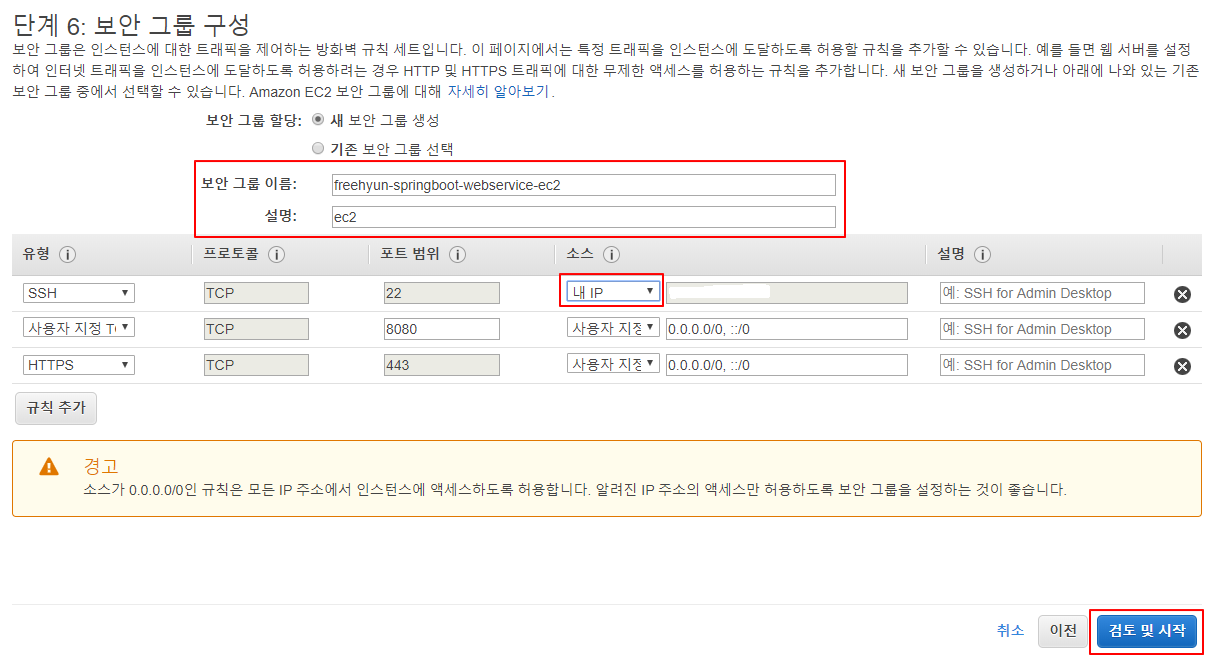 단계 6: 보안 그룹 구성
보안 그룹은 인스턴스에 대한 트래픽을 제어하는 방화벽 규칙 세트입니다. 이 페이지에서는 특정 트래픽을 인스턴스에 도달하도록 허용할 규칙을 추가할 수 있습니다. 예를 들면 웹 서버를 설정
하여 인터넷 트래픽을 인스턴스에 도달하도록 허용하려는 경우 HTTP 및 HTTPS 트래픽에 대한 무제한 액세스를 허용하는 규칙을 추가합니다. 새 보안 그룹을 생성하거나 아래에 나와 있는 기존
보안 그룹 중에서 선택할 수 있습니다. Amazon EC2 보안 그룹에 대해 자세히 알아보기.
보안 그룹 할당: 새 보안 그룹 생성
기존 보안 그룹 선택
보안 그룹 이름: freehyun-springboot-webservice-ec2
설명: ec2
유형 프로토콜 포트 범위 소스 설명
SSH TCP 22 내 IP 예: SSH for Admin Desktop
사용자 지정 T TCP 8080 사용자 지정 0.0.0.0/0, ::/0 예: SSH for Admin Desktop
HTTPS TCP 443 사용자 지정 0.0.0.0/0, ::/0 예: SSH for Admin Desktop
규칙 추가
경고
소스가 0.0.0.0/0인 규칙은 모든 IP 주소에서 인스턴스에 액세스하도록 허용합니다. 알려진 IP 주소의 액세스만 허용하도록 보안 그룹을 설정하는 것이 좋습니다.
취소 이전 검토 및 시작